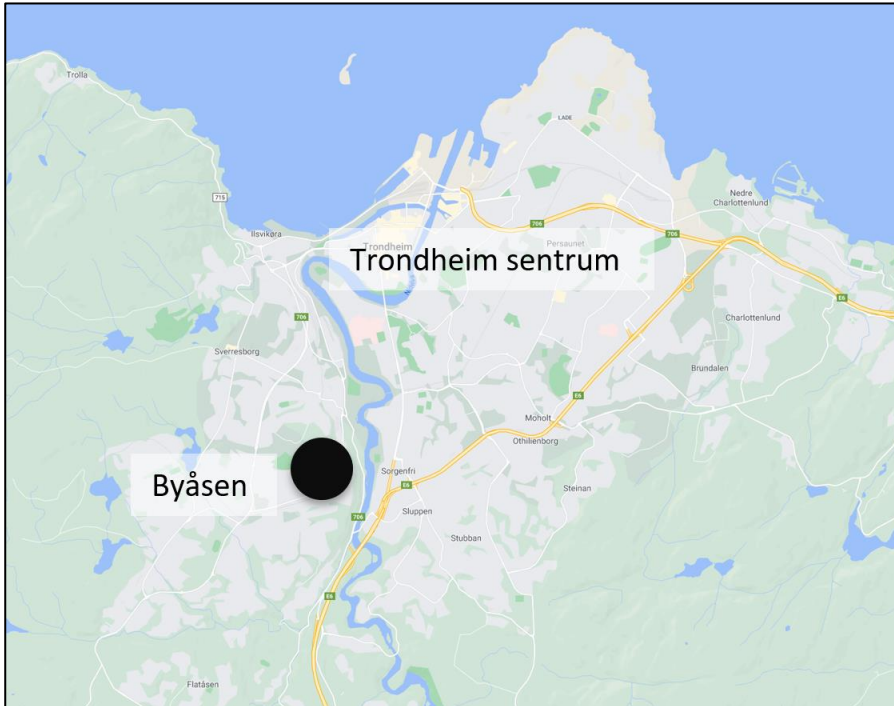 Trolla
LADE
715
Nedre
Charlottenlund
Ilsvikøra
706
Trondheim
Persaunet
706
Trondheim sentrum
E6
706
Charlottenlund
Sverresborg
Brundalen
E6
Moholt
Othilienborg
Byåsen
Sorgenfri
E6
Steinan
Sluppen
706
Stubban
E6
Flatåsen